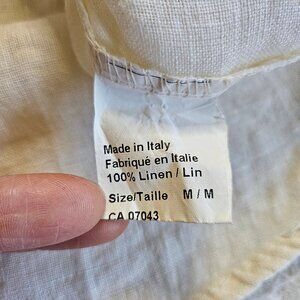 Made in Italy
Fabriqué en Italie
100% Linen / Lin
Size/Taille M / M
CA 07043